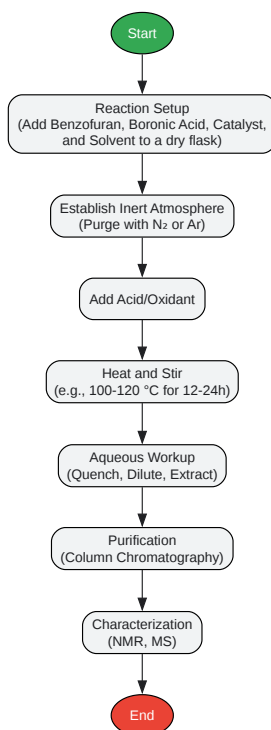 Start
Reaction Setup
(Add Benzofuran, Boronic Acid, Catalyst,
and Solvent to a dry flask)
Establish Inert Atmosphere
(Purge with N₂ or Ar)
Add Acid/Oxidant
Heat and Stir
(e.g., 100-120 °C for 12-24h)
Aqueous Workup
(Quench, Dilute, Extract)
Purification
(Column Chromatography)
Characterization
(NMR, MS)
End